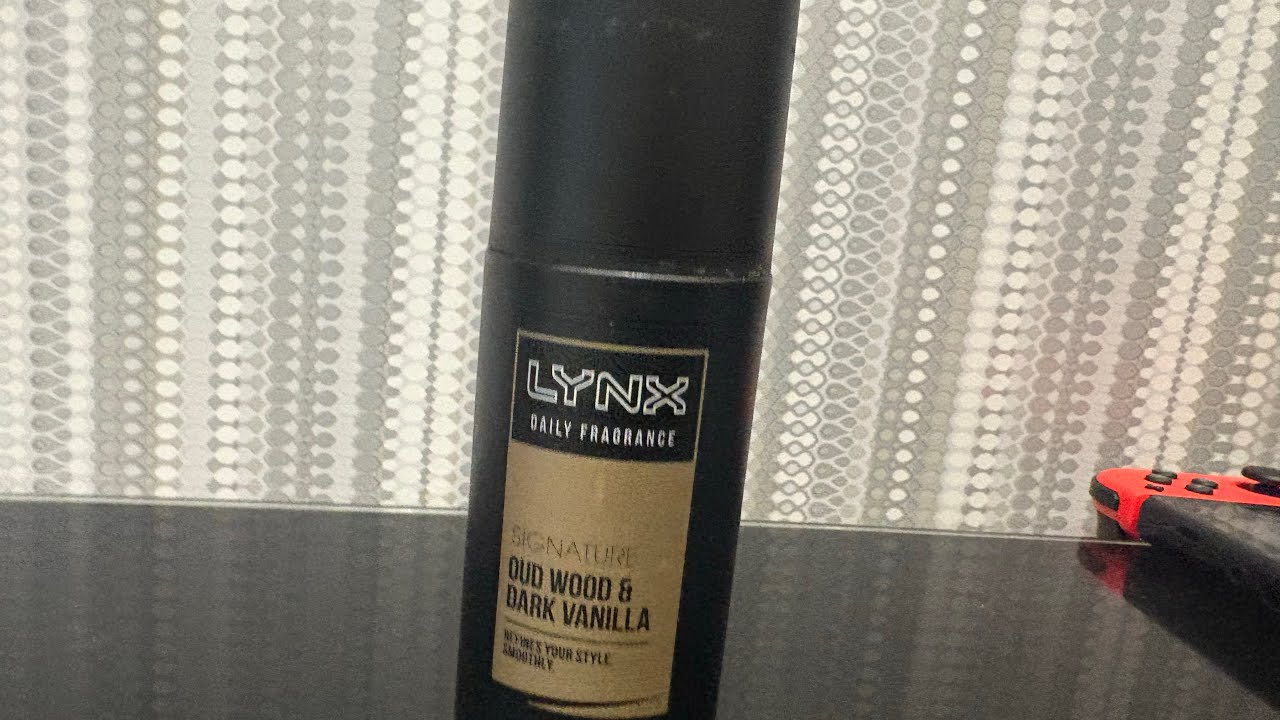 LYNX
DAILY FRAGRANCE
SIGNATURE
OUD WOOD &
DARK VANILLA
REFINES YOUR STYLE
SMOOTHLY